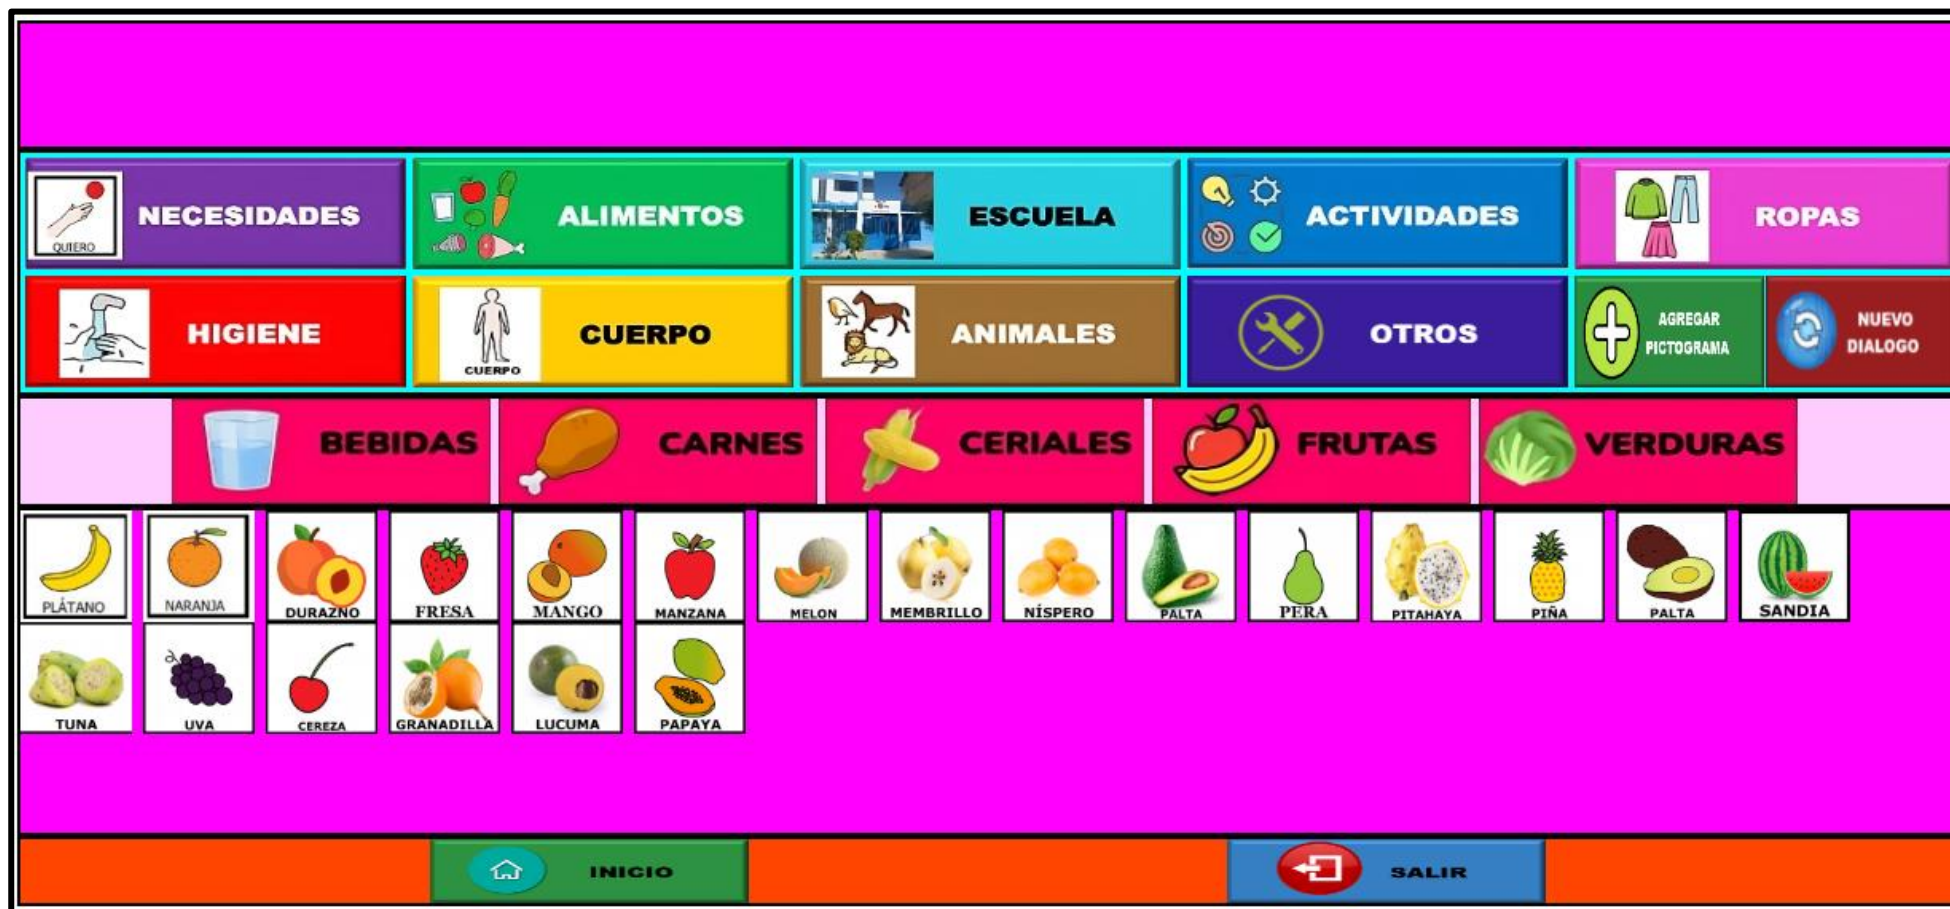 QUIERO
NECESIDADES
ALIMENTOS
ESCUELA
ACTIVIDADES
ROPAS
HIGIENE
CUERPO
CUERPO
ANIMALES
OTROS
AGREGAR
PICTOGRAMA
NUEVO
DIALOGO
BEBIDAS
CARNES
CERIALES
FRUTAS
VERDURAS
PLÁTANO
NARANJA
DURAZNO
FRESA
MANGO
MANZANA
MELON
MEMBRILLO
NÍSPERO
PALTA
PERA
PITAHAYA
PIÑA
PALTA
SANDIA
TUNA
UVA
CEREZA
GRANADILLA
LUCUMA
PAPAYA
INICIO
SALIR